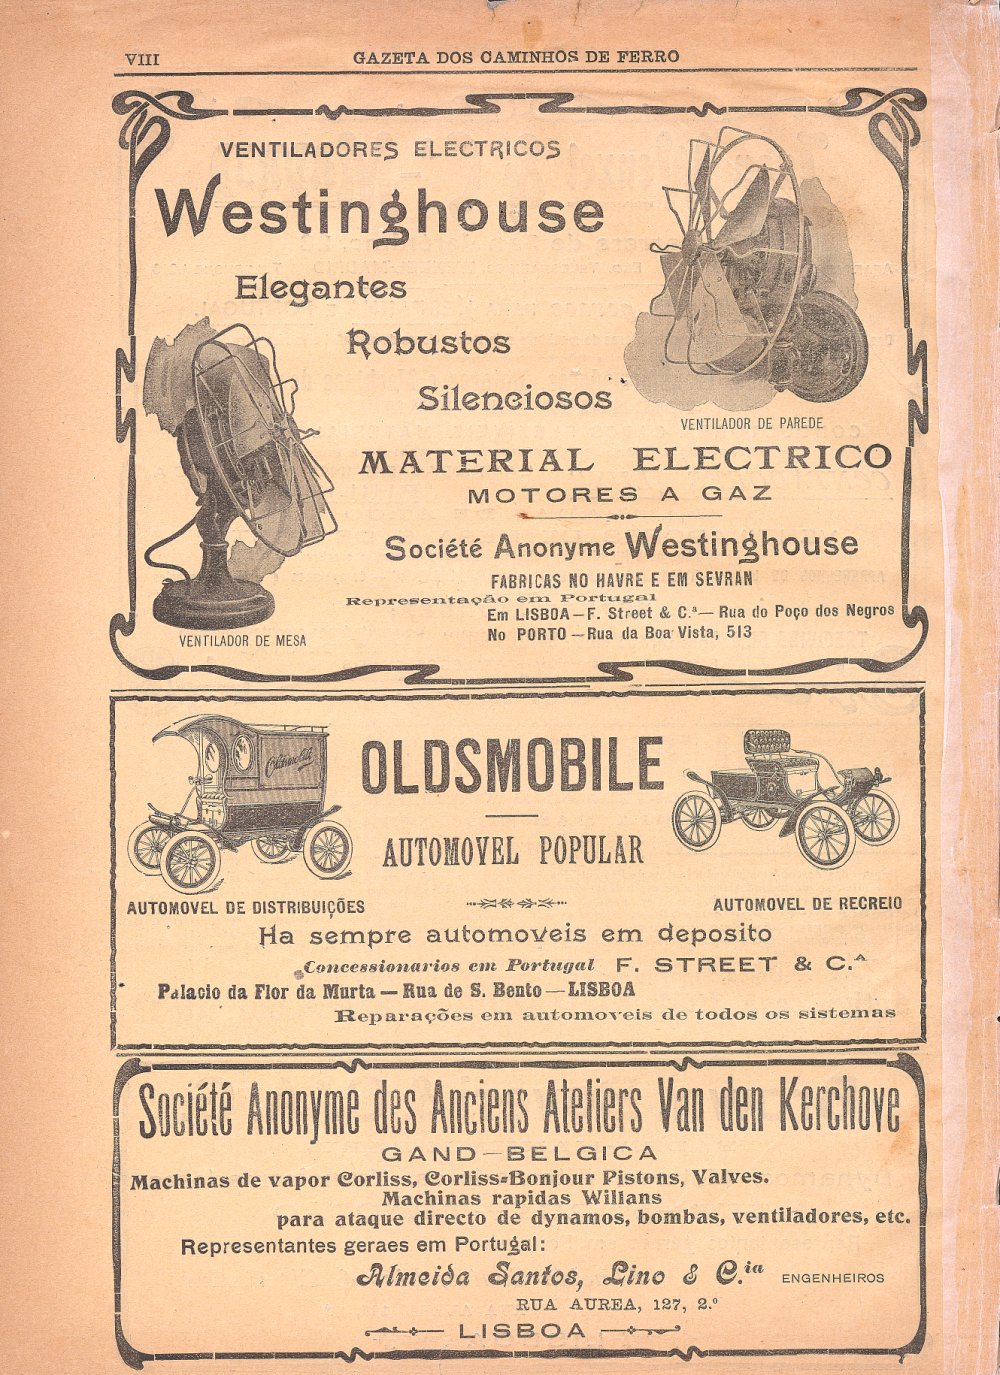 VIII
GAZETA DOS CAMINHOS DE FERRO
VENTILADORES ELECTRICOS
Westinghouse
Elegantes
Robustos
Silenciosos
VENTILADOR DE PAREDE
MATERIAL ELECTRICO
MOTORES A GAZ
Société Anonyme Westinghouse
FABRICAS NO HAVRE E EM SEVRAN
Representação em Portugal
Em LISBOA — F. Street & C.ª — Rua do Poço dos Negros
No PORTO — Rua da Boa Vista, 513
VENTILADOR DE MESA
Oldsmobile
OLDSMOBILE
AUTOMOVEL POPULAR
AUTOMOVEL DE DISTRIBUIÇÕES
AUTOMOVEL DE RECREIO
Ha sempre automoveis em deposito
Concessionarios em Portugal F. STREET & C.ᴬ
Palacio da Flor da Murta — Rua de S. Bento — LISBOA
Reparações em automoveis de todos os sistemas
Société Anonyme des Anciens Ateliers Van den Kerchove
GAND—BELGICA
Machinas de vapor Corliss, Corliss-Bonjour Pistons, Valves.
Machinas rapidas Willans
para ataque directo de dynamos, bombas, ventiladores, etc.
Representantes geraes em Portugal:
Almeida Santos, Lino & C.ia ENGENHEIROS
RUA AUREA, 127, 2.º
LISBOA